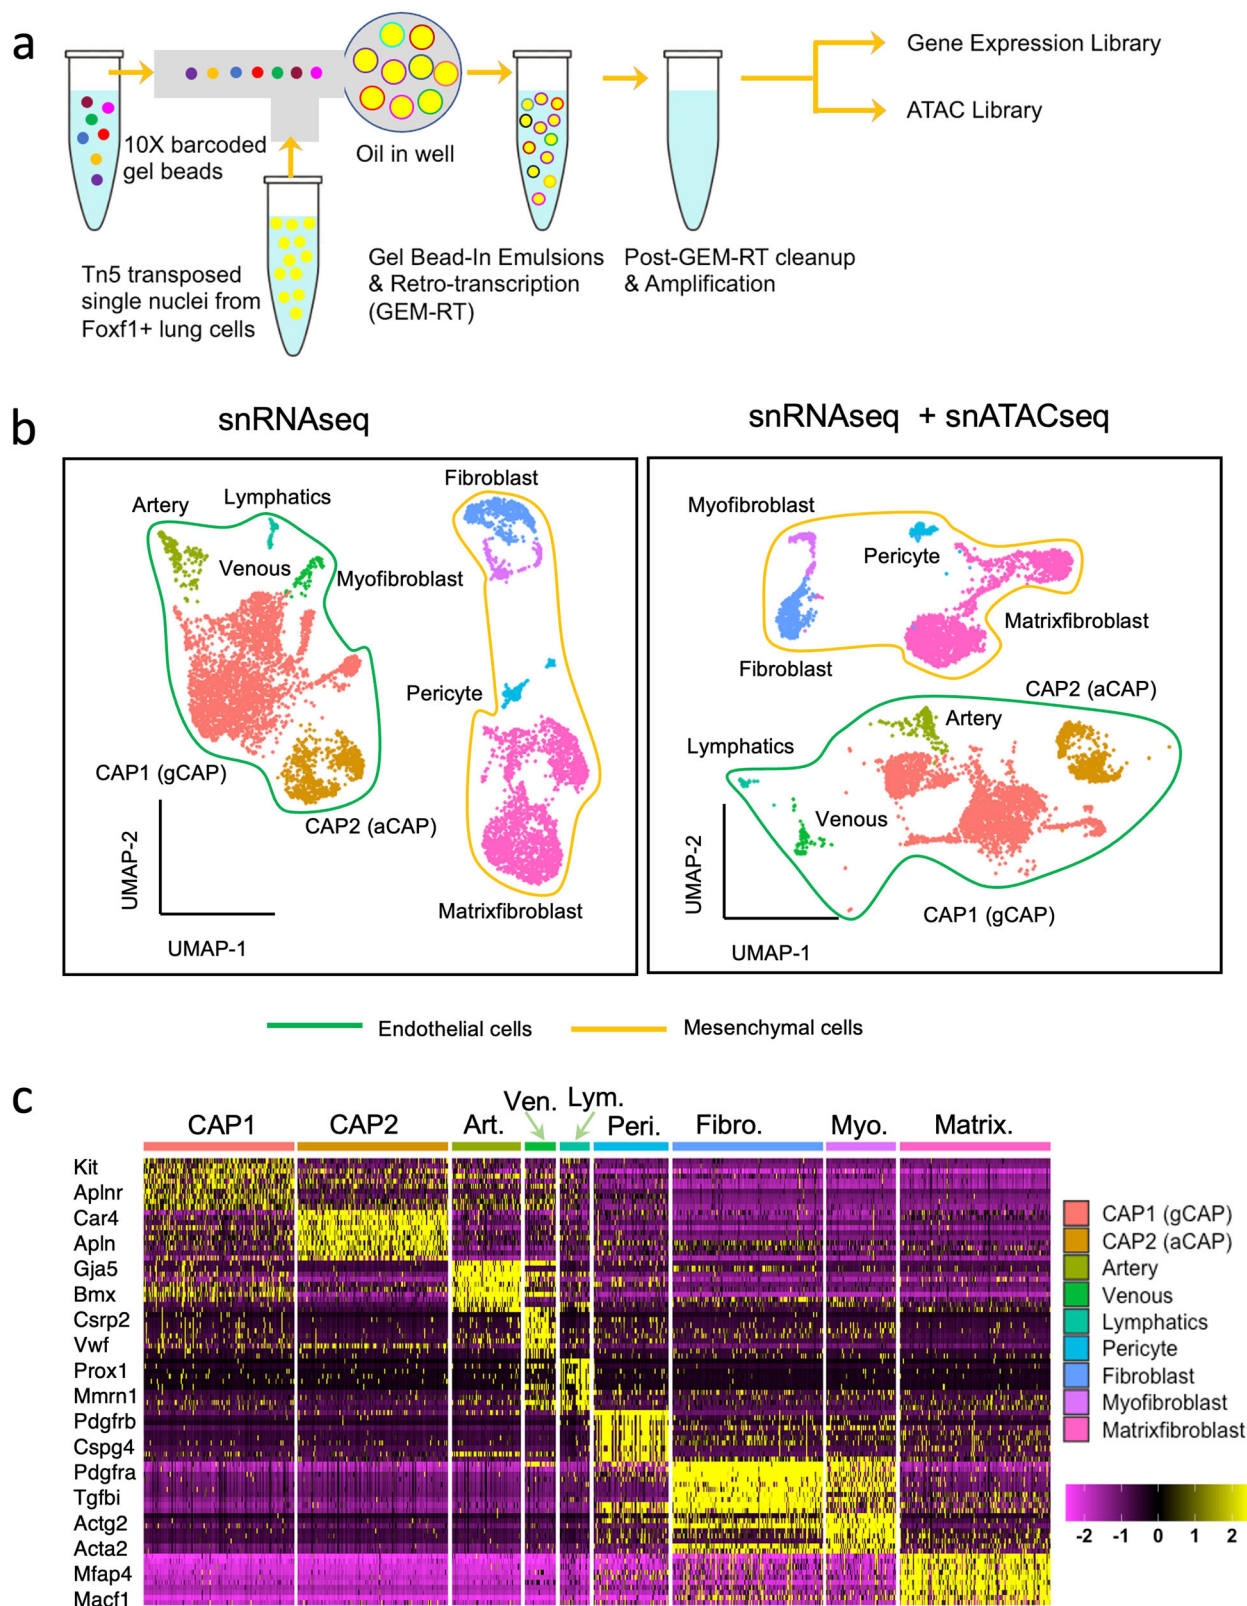 a
10X barcoded
gel beads
Oil in well
Gene Expression Library
ATAC Library
Tn5 transposed
single nuclei from
Foxf1+ lung cells
Gel Bead-In Emulsions
& Retro-transcription
(GEM-RT)
Post-GEM-RT cleanup
& Amplification
b
snRNAseq
Artery
Lymphatics
Fibroblast
Venous
Myofibroblast
Pericyte
CAP1 (gCAP)
CAP2 (aCAP)
Matrixfibroblast
UMAP-2
UMAP-1
snRNAseq + snATACseq
Myofibroblast
Pericyte
Matrixfibroblast
Fibroblast
CAP2 (aCAP)
Artery
Lymphatics
Venous
CAP1 (gCAP)
UMAP-2
UMAP-1
Endothelial cells
Mesenchymal cells
c
CAP1
CAP2
Art.
Ven.
Lym.
Peri.
Fibro.
Myo.
Matrix.
Kit
Aplnr
Car4
Apln
Gja5
Bmx
Csrp2
Vwf
Prox1
Mmrn1
Pdgfrb
Cspg4
Pdgfra
Tgfbi
Actg2
Acta2
Mfap4
Macf1
CAP1 (gCAP)
CAP2 (aCAP)
Artery
Venous
Lymphatics
Pericyte
Fibroblast
Myofibroblast
Matrixfibroblast
-2 -1 0 1 2